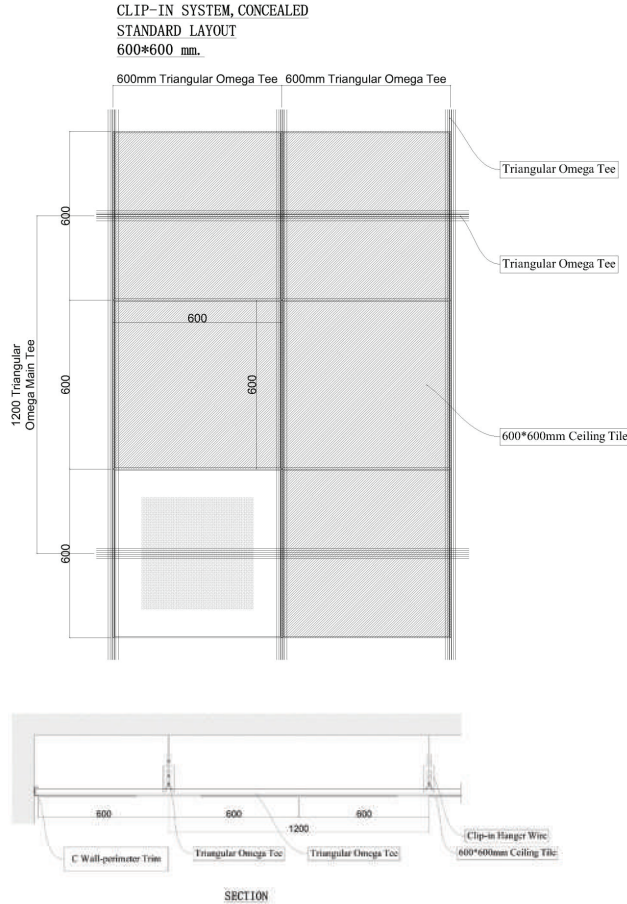 CLIP-IN SYSTEM, CONCEALED
STANDARD LAYOUT
600*600 mm.
600mm Triangular Omega Tee
600mm Triangular Omega Tee
Triangular Omega Tee
600
Triangular Omega Tee
600
1200 Triangular
Omega Main Tee
600
600
600*600mm Ceiling Tile
600
600
600
600
1200
Clip-in Hanger Wire
C Wall-perimeter Trim
Triangular Omega Tee
Triangular Omega Tee
600*600mm Ceiling Tile
SECTION